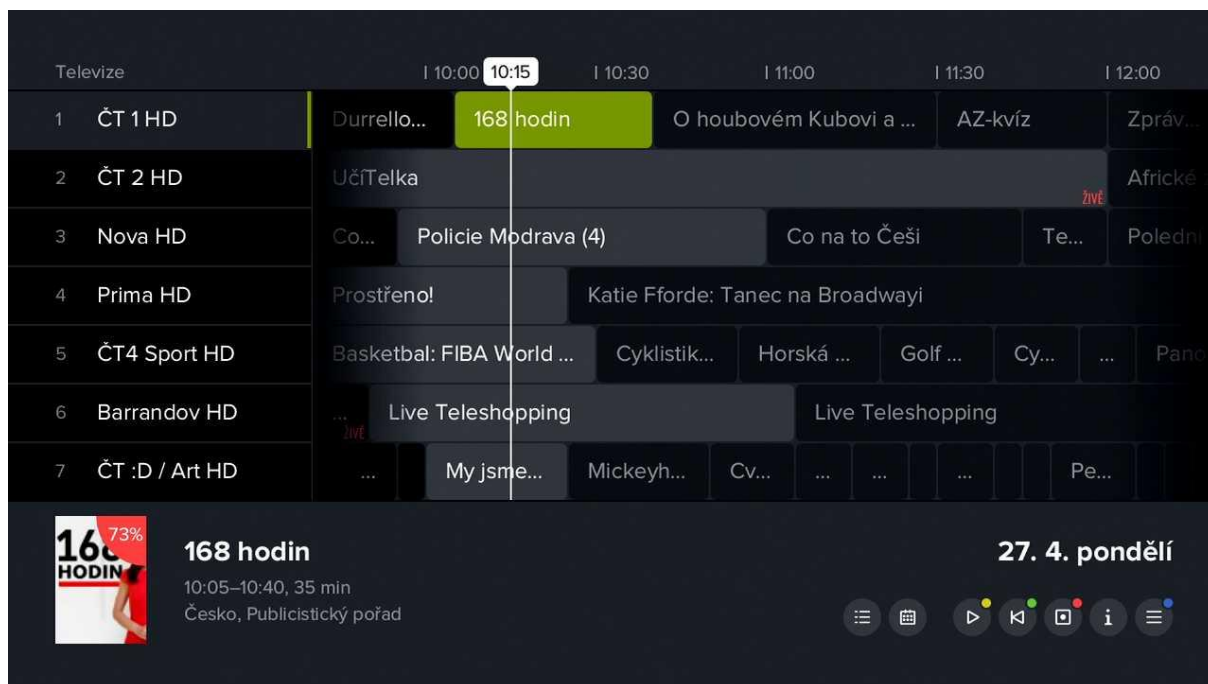 Televize | 10:00 10:15 | 10:30 | 11:00 | 11:30 | 12:00
1 ČT 1 HD Durrello... 168 hodin O houbovém Kubovi a ... AZ-kvíz Zpráv...
2 ČT 2 HD UčíTelka ŽIVĚ Africké
3 Nova HD Co... Policie Modrava (4) Co na to Češi Te... Poledni
4 Prima HD Prostřeno! Katie Fforde: Tanec na Broadwayi
5 ČT4 Sport HD Basketbal: FIBA World ... Cyklistik... Horská ... Golf ... Cy... ... Pano
6 Barrandov HD ... ŽIVĚ Live Teleshopping Live Teleshopping
7 ČT :D / Art HD ... My jsme... Mickeyh... Cv... ... ... ... Pe...
168 HODIN 73%
168 hodin
10:05–10:40, 35 min
Česko, Publicistický pořad
27. 4. pondělí